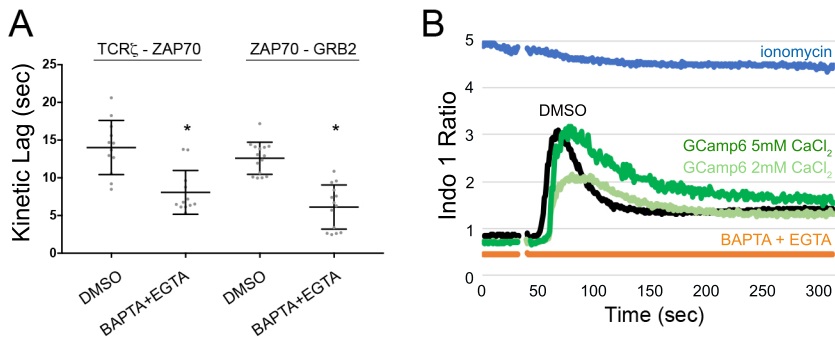 A
TCRζ - ZAP70
ZAP70 - GRB2
Kinetic Lag (sec)
25
20
15
10
5
0
*
*
DMSO
BAPTA+EGTA
DMSO
BAPTA+EGTA
B
Indo 1 Ratio
5
4
3
2
1
0
ionomycin
DMSO
GCamp6 5mM CaCl₂
GCamp6 2mM CaCl₂
BAPTA + EGTA
0 50 100 150 200 250 300
Time (sec)